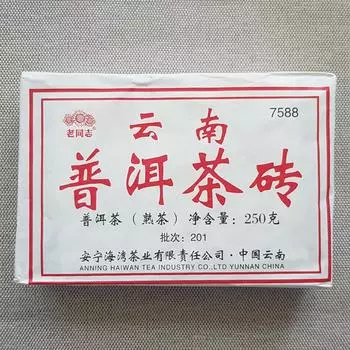 7588
老同志
云南
普洱茶砖
普洱茶（熟茶）净含量：250克
批次：201
安宁海湾茶业有限责任公司·中国云南
ANNING HAIWAN TEA INDUSTRY CO.,LTD YUNNAN CHINA